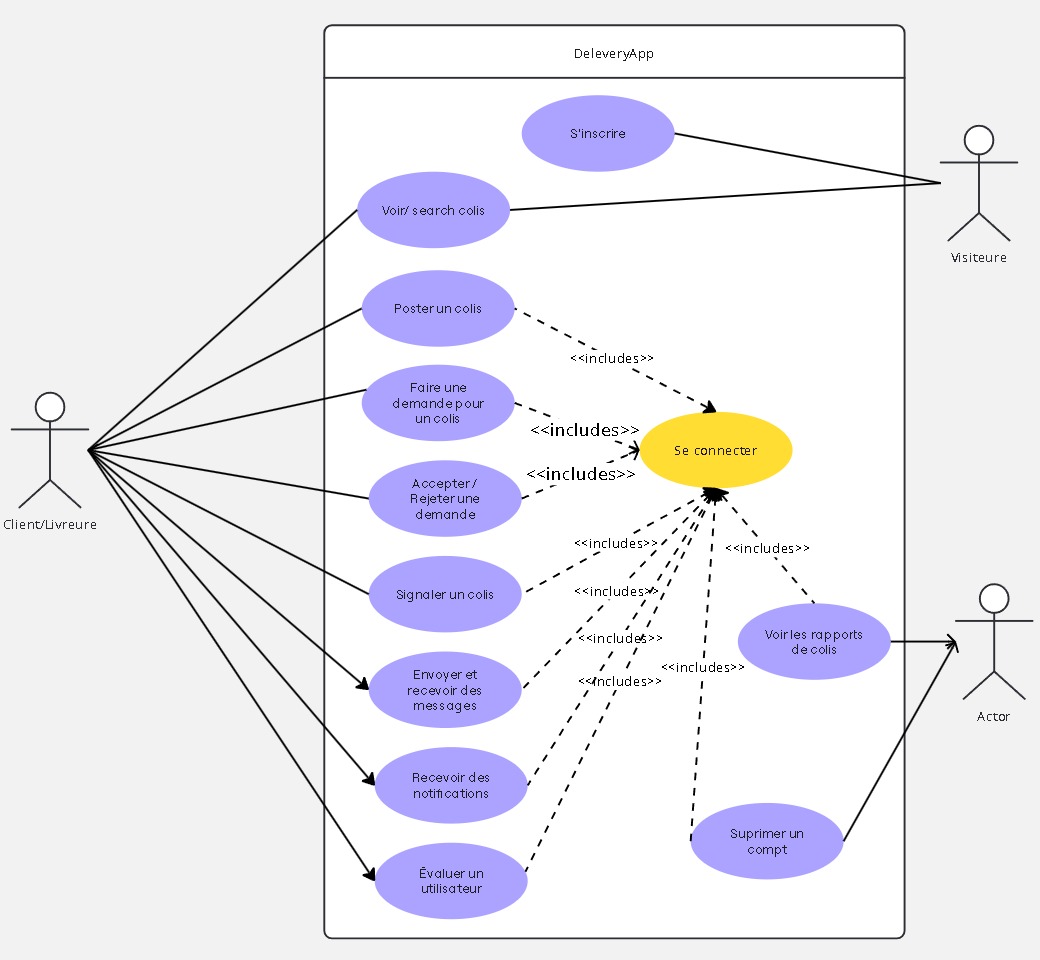 DeleveryApp
S'inscrire
Voir/ search colis
Visiteure
Poster un colis
<<includes>>
Faire une
demande pour
un colis
<<includes>>
Se connecter
<<includes>>
Accepter /
Rejeter une
demande
Client/Livreure
<<includes>>
<<includes>>
Signaler un colis
<<includes>>
<<includes>>
Voir les rapports
de colis
<<includes>>
<<includes>>
Envoyer et
recevoir des
messages
Actor
Recevoir des
notifications
Suprimer un
compt
Évaluer un
utilisateur